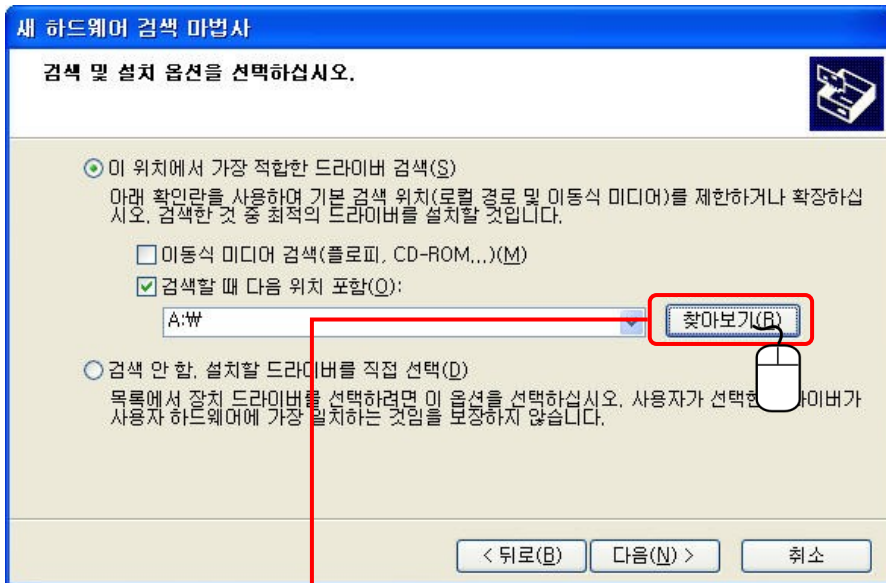 새 하드웨어 검색 마법사
검색 및 설치 옵션을 선택하십시오.
이 위치에서 가장 적합한 드라이버 검색(S)
아래 확인란을 사용하여 기본 검색 위치(로컬 경로 및 이동식 미디어)를 제한하거나 확장하십
시오. 검색한 것 중 최적의 드라이버를 설치할 것입니다.
이동식 미디어 검색(플로피, CD-ROM...)(M)
검색할 때 다음 위치 포함(O):
A:₩
찾아보기(R)
검색 안 함. 설치할 드라이버를 직접 선택(D)
목록에서 장치 드라이버를 선택하려면 이 옵션을 선택하십시오. 사용자가 선택한 라이버가
사용자 하드웨어에 가장 일치하는 것임을 보장하지 않습니다.
< 뒤로(B)
다음(N) >
취소